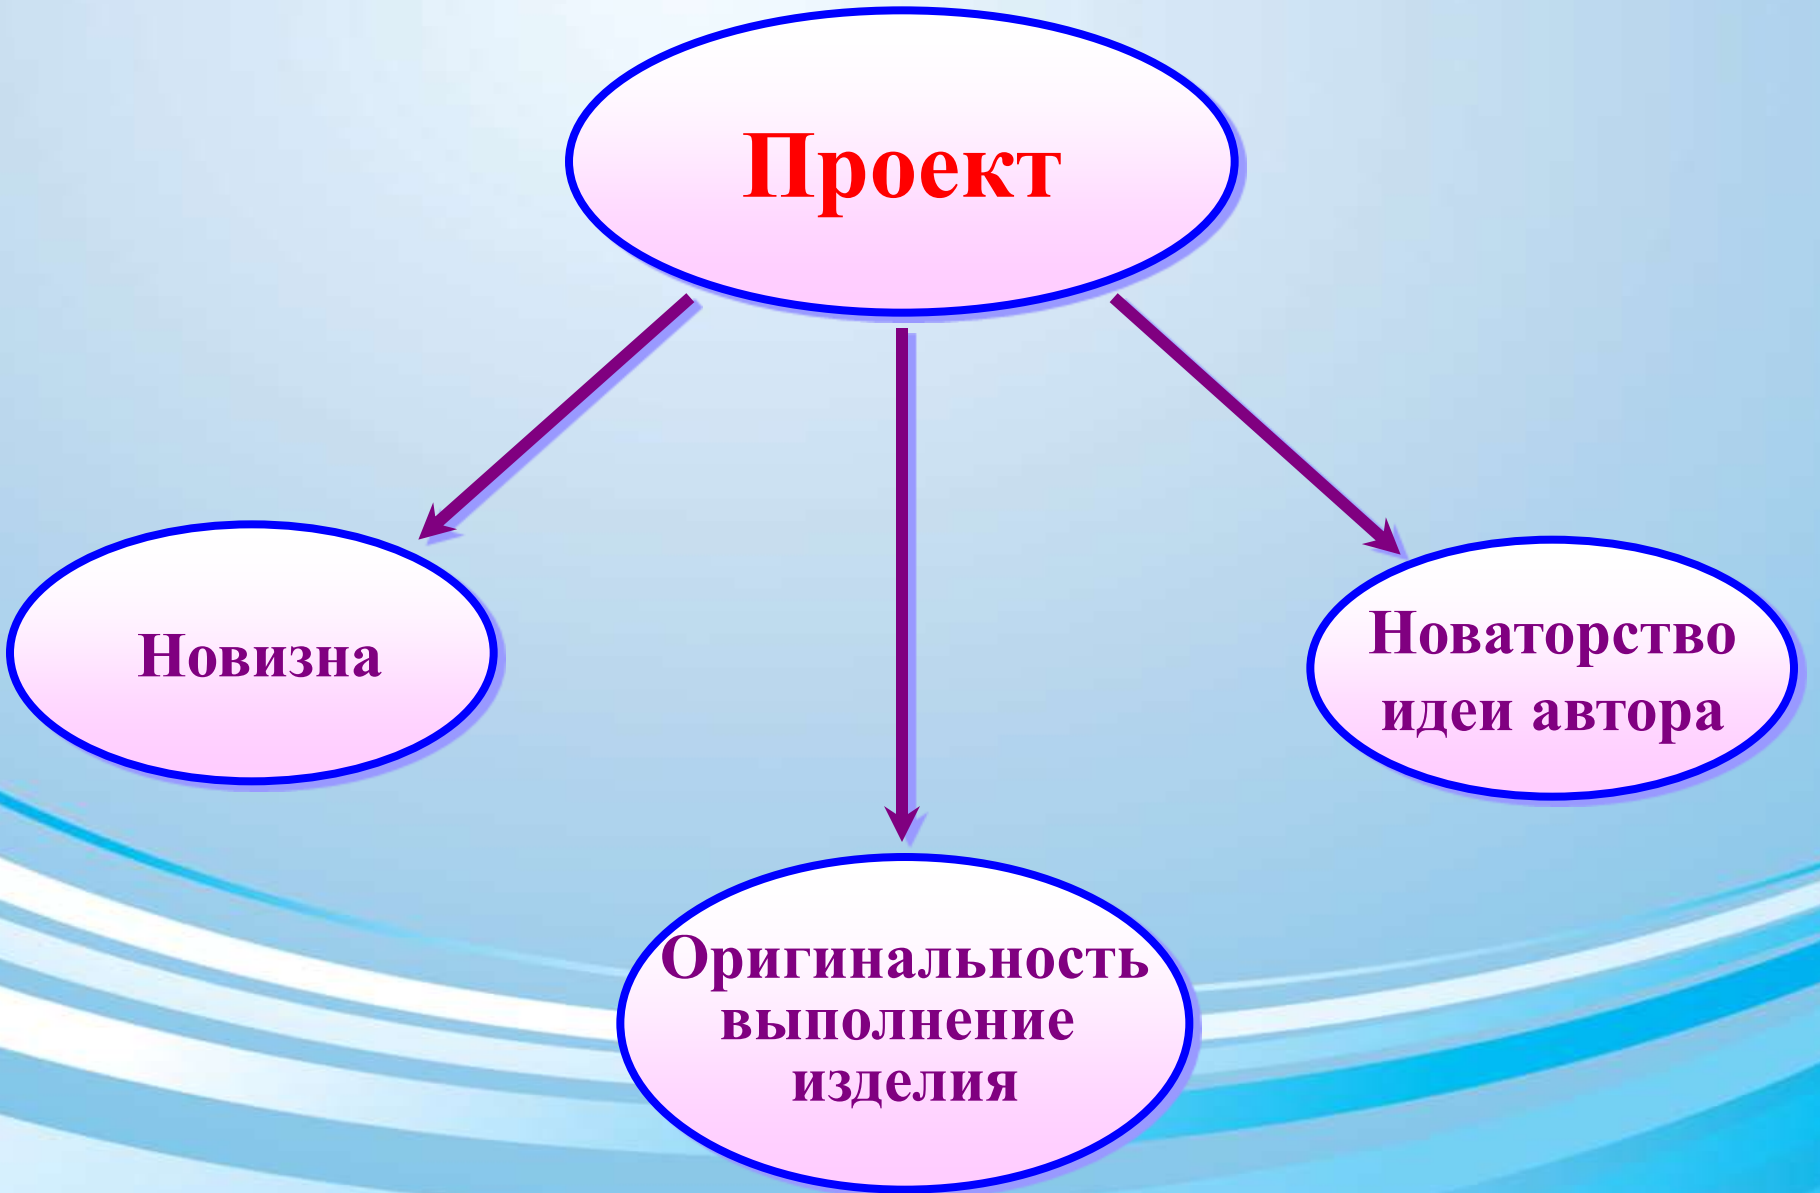 Проект
Новизна
Новаторство
идеи автора
Оригинальность
выполнение
изделия